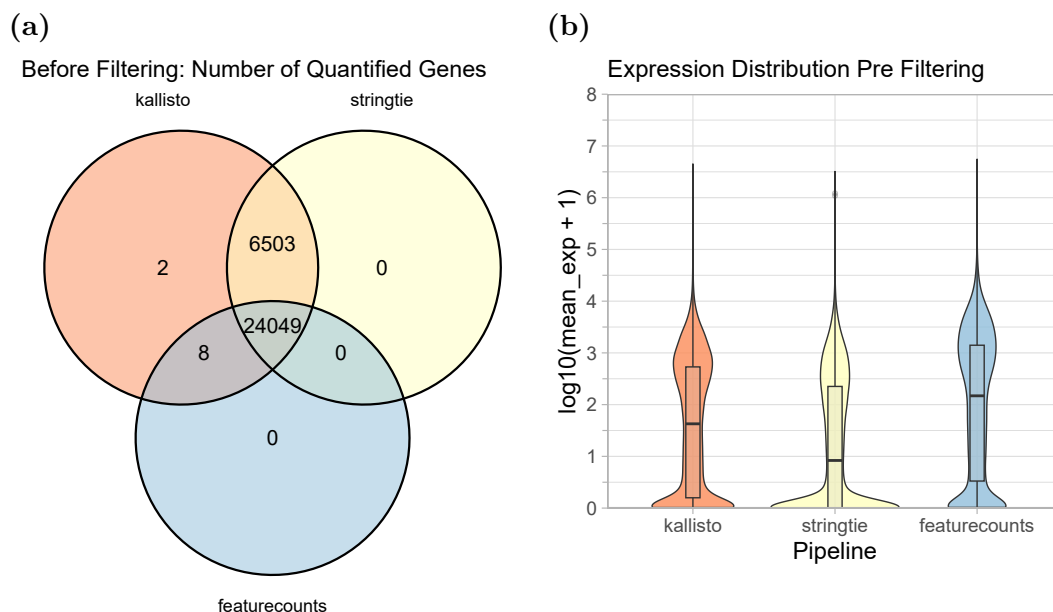 (a)
Before Filtering: Number of Quantified Genes
kallisto
stringtie
6503
2
0
24049
8
0
0
featurecounts
(b)
Expression Distribution Pre Filtering
log10(mean_exp + 1)
8
7
6
5
4
3
2
1
0
kallisto
stringtie
featurecounts
Pipeline